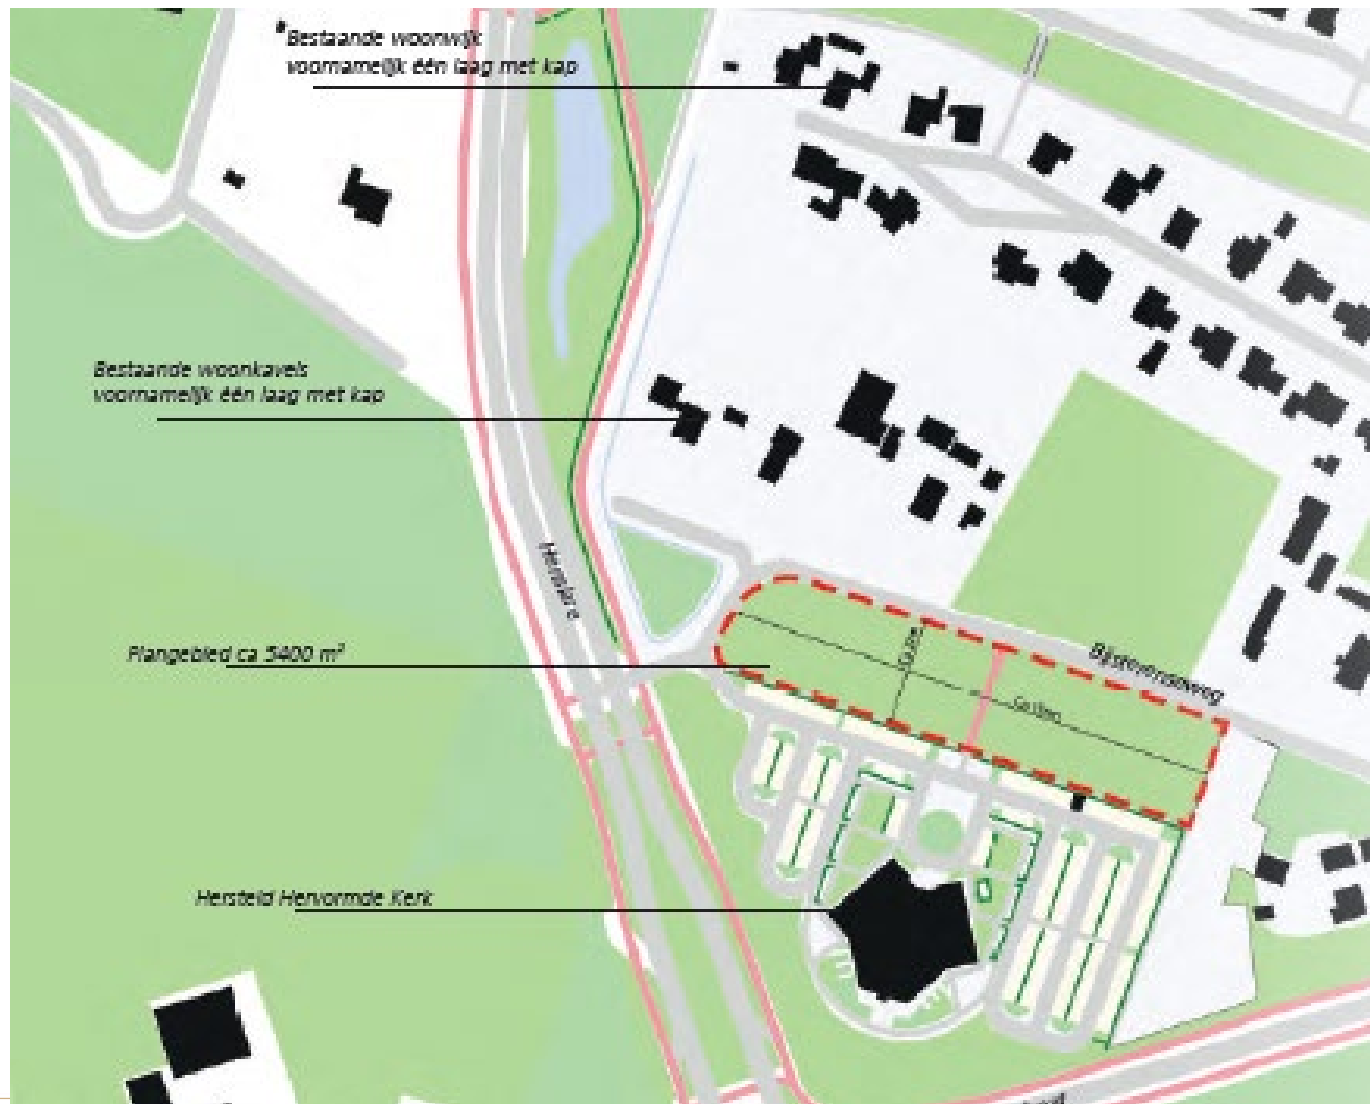 Bestaande woonwijk
voornamelijk één laag met kap
Bestaande woonkavels
voornamelijk één laag met kap
Plangebied ca 5400 m²
Hersteld Hervormde Kerk